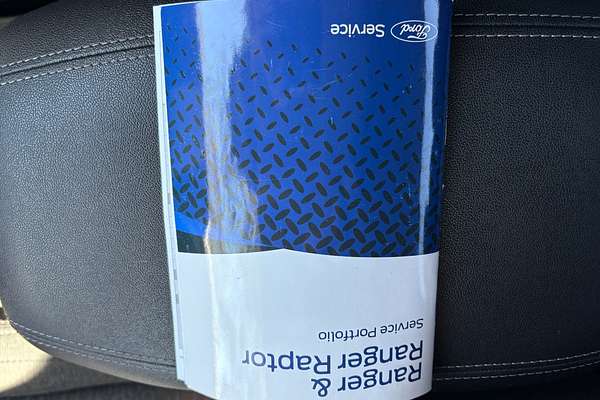 Ranger &
Ranger Raptor
Service Portfolio
Ford Service